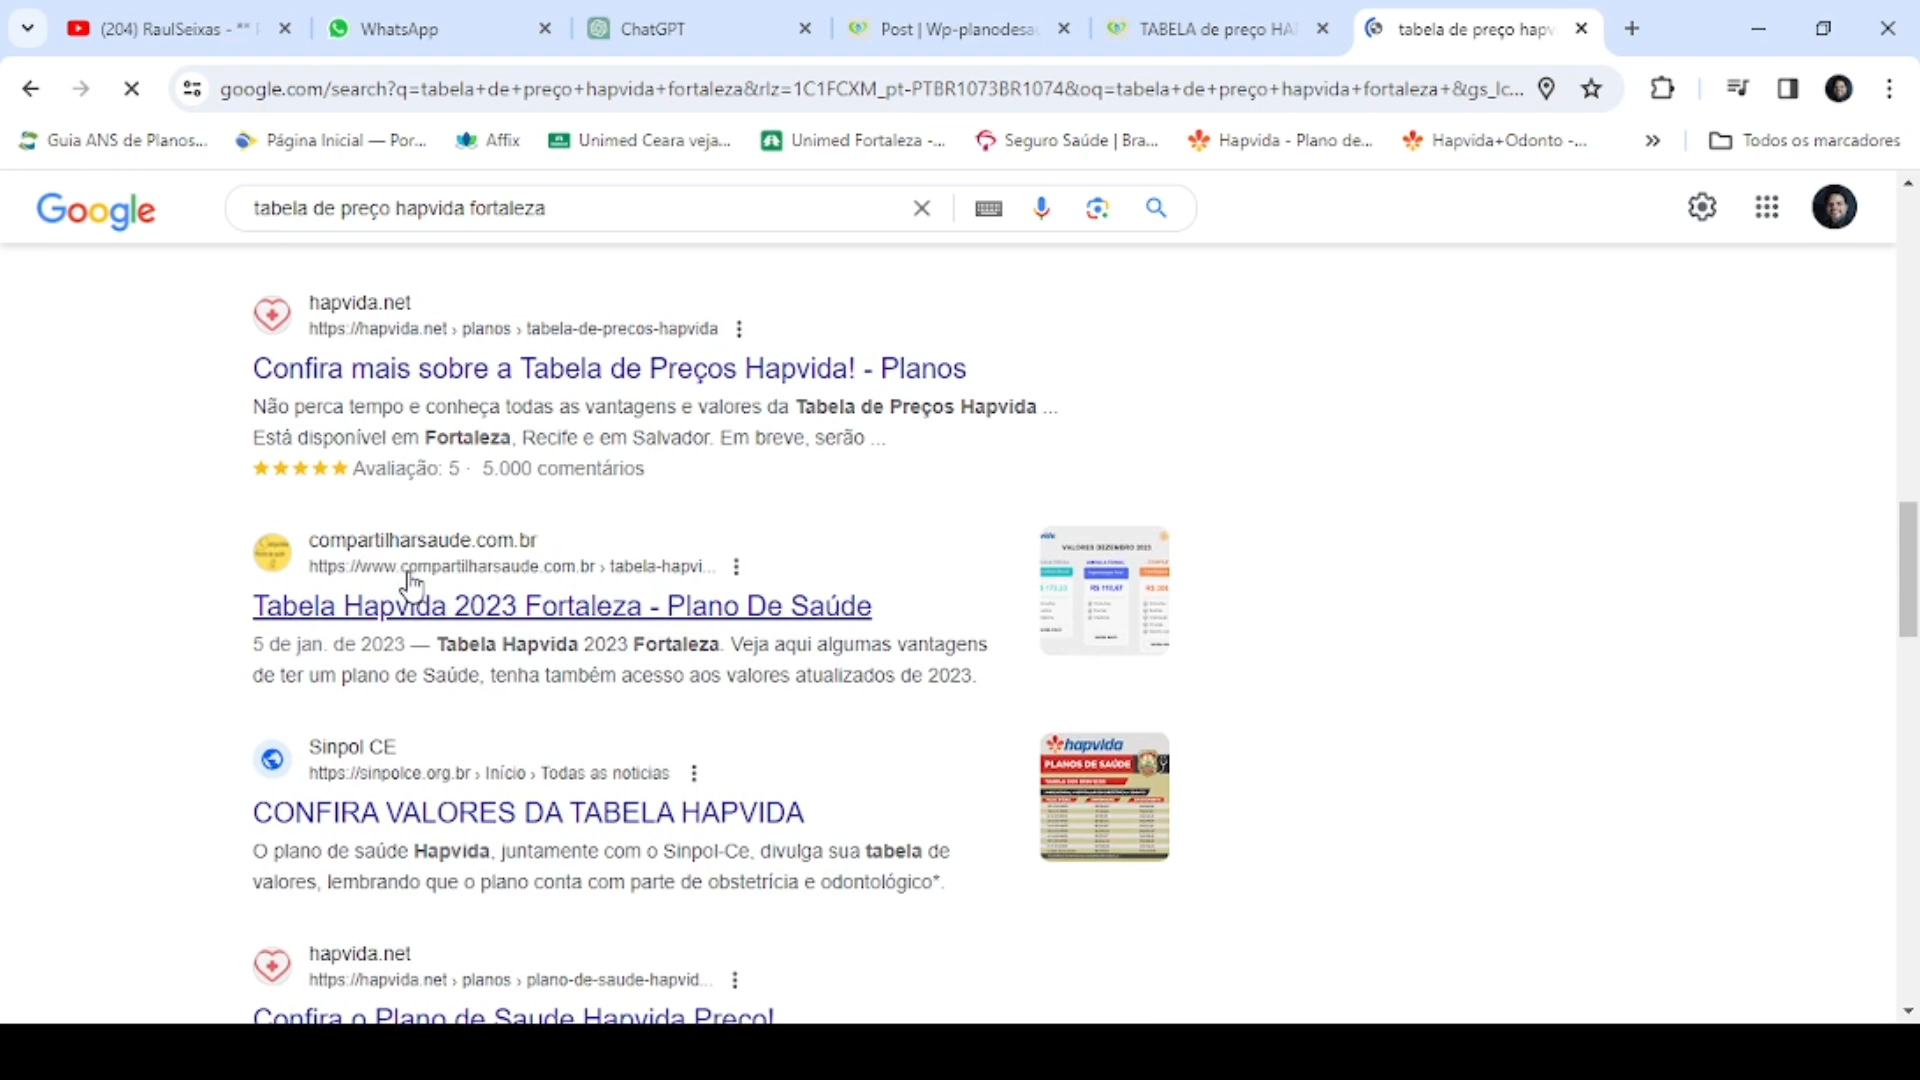 (204) RaulSeixas - **
WhatsApp
ChatGPT
Post | Wp-planodesau
TABELA de preço HA
tabela de preço hapv
google.com/search?q=tabela+de+preço+hapvida+fortaleza&rlz=1C1FCXM_pt-PTBR1073BR1074&oq=tabela+de+preço+hapvida+fortaleza+&gs_lc...
Guia ANS de Planos...
Página Inicial — Por...
Affix
Unimed Ceara veja...
Unimed Fortaleza -...
Seguro Saúde | Bra...
Hapvida - Plano de...
Hapvida+Odonto -...
»
Todos os marcadores
Google
tabela de preço hapvida fortaleza
hapvida.net
https://hapvida.net › planos › tabela-de-precos-hapvida
Confira mais sobre a Tabela de Preços Hapvida! - Planos
Não perca tempo e conheça todas as vantagens e valores da Tabela de Preços Hapvida ...
Está disponível em Fortaleza, Recife e em Salvador. Em breve, serão ...
Avaliação: 5 · 5.000 comentários
compartilharsaude.com.br
https://www.compartilharsaude.com.br › tabela-hapvi...
Tabela Hapvida 2023 Fortaleza - Plano De Saúde
5 de jan. de 2023 — Tabela Hapvida 2023 Fortaleza. Veja aqui algumas vantagens
de ter um plano de Saúde, tenha também acesso aos valores atualizados de 2023.
VALORES DEZEMBRO 2023
Sinpol CE
https://sinpolce.org.br › Início › Todas as noticias
CONFIRA VALORES DA TABELA HAPVIDA
O plano de saúde Hapvida, juntamente com o Sinpol-Ce, divulga sua tabela de
valores, lembrando que o plano conta com parte de obstetrícia e odontológico*.
hapvida
PLANOS DE SAÚDE
hapvida.net
https://hapvida.net › planos › plano-de-saude-hapvid...
Confira o Plano de Saude Hapvida Preço!